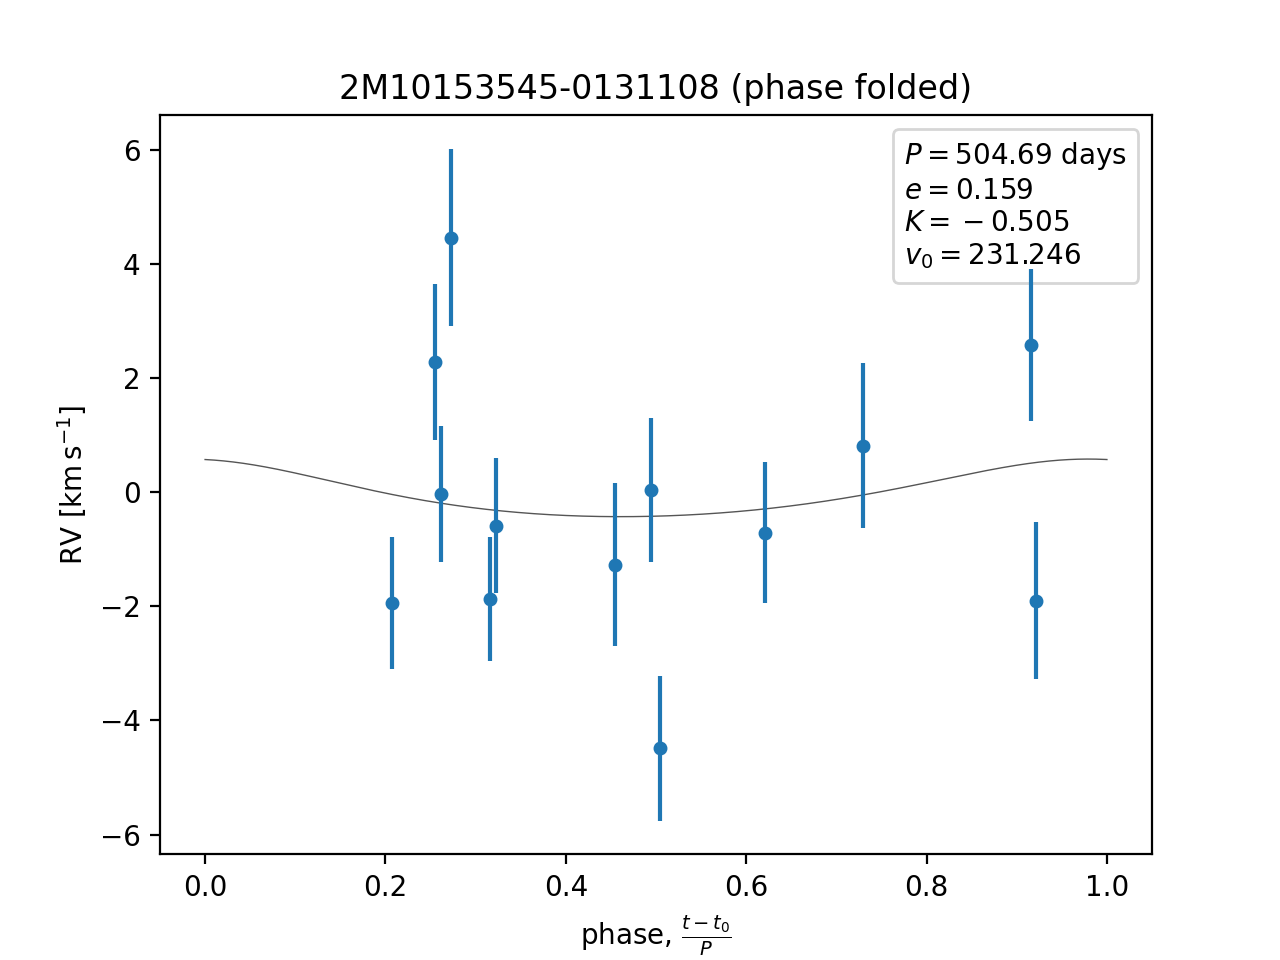 2M10153545-0131108 (phase folded)
P = 504.69 days
e = 0.159
K = −0.505
v₀ = 231.246
RV [km s⁻¹]
6
4
2
0
−2
−4
−6
0.0 0.2 0.4 0.6 0.8 1.0
phase, (t − t₀)/P